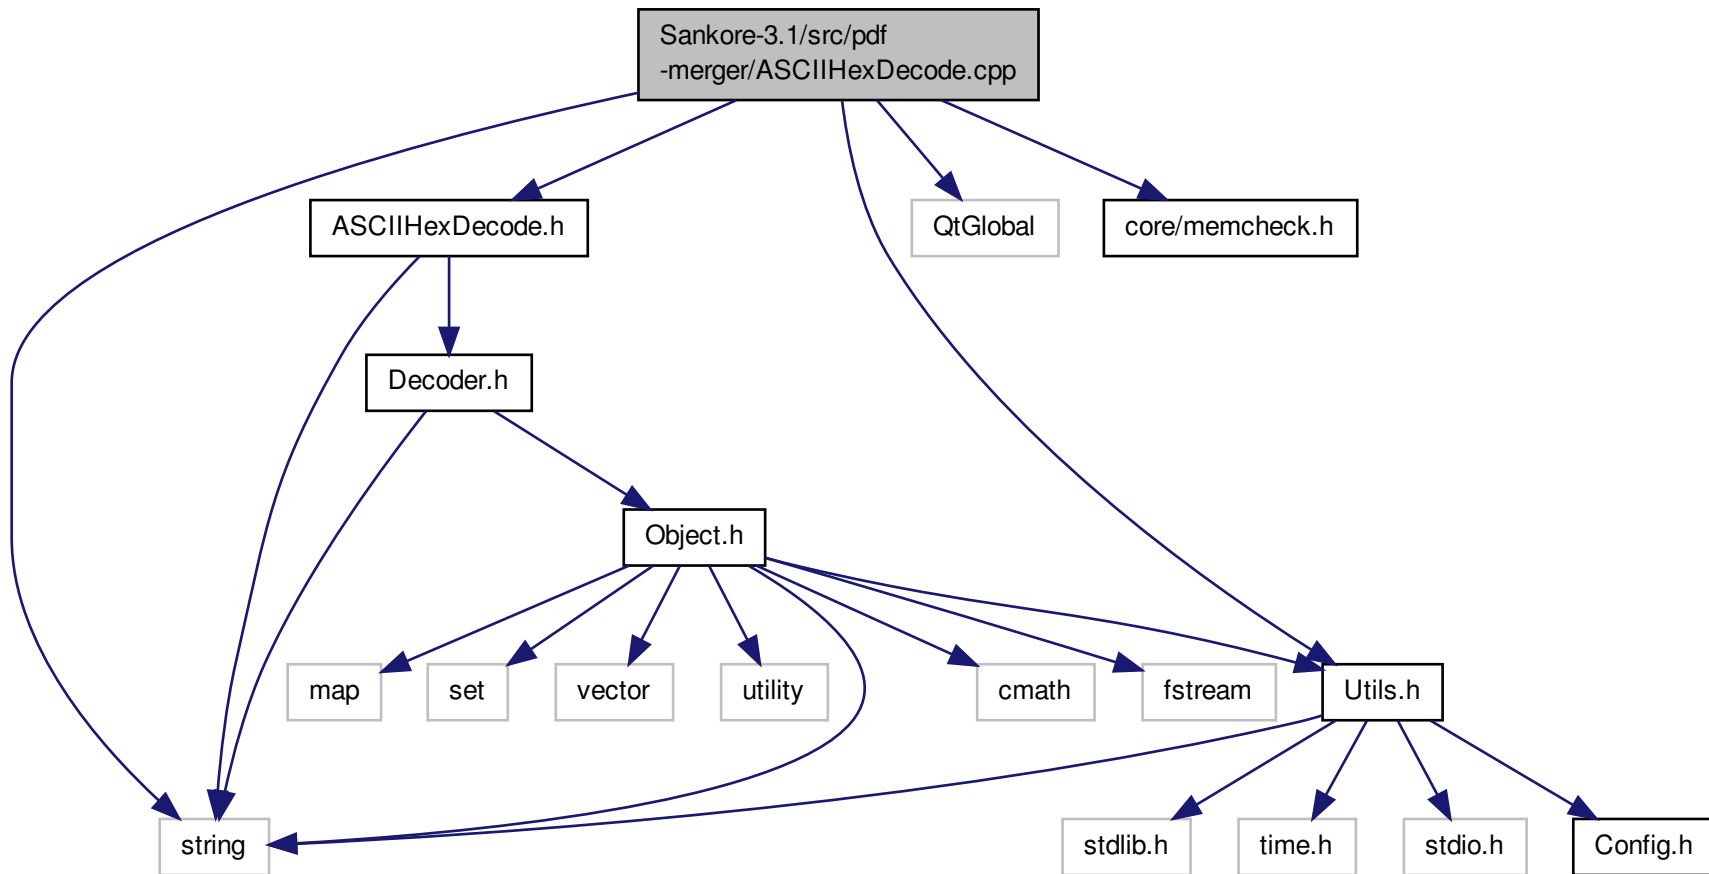 Sankore-3.1/src/pdf
-merger/ASCIIHexDecode.cpp
ASCIIHexDecode.h
QtGlobal
core/memcheck.h
Decoder.h
Object.h
map
set
vector
utility
cmath
fstream
Utils.h
string
stdlib.h
time.h
stdio.h
Config.h